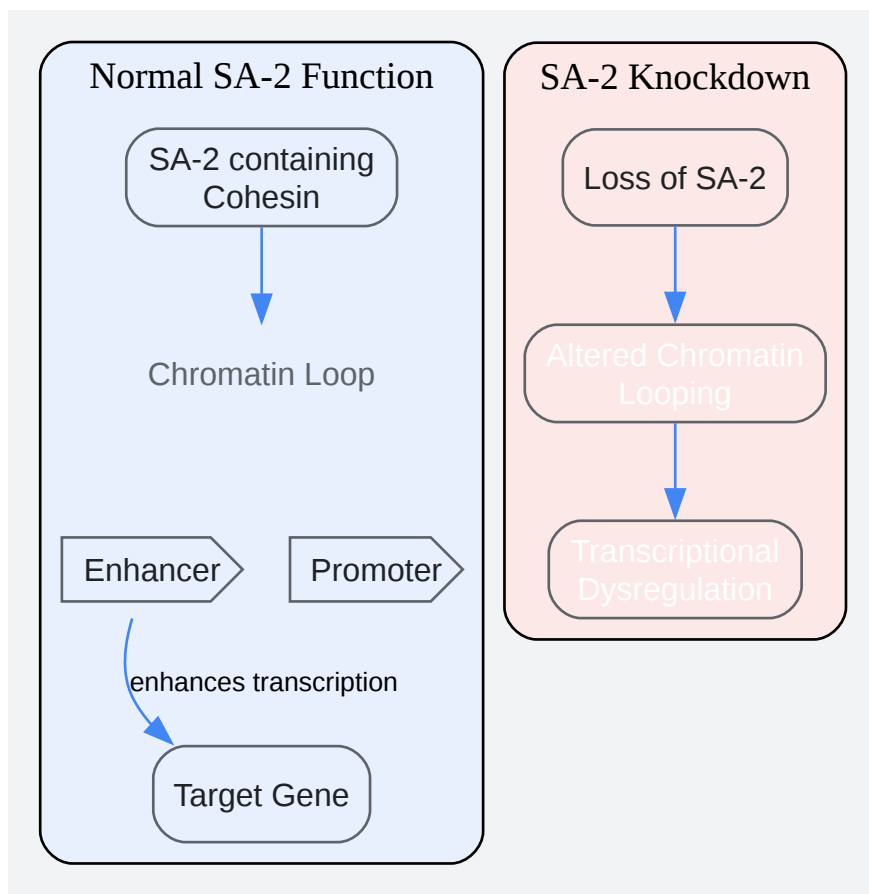 Normal SA-2 Function
SA-2 containing
Cohesin
Chromatin Loop
Enhancer
Promoter
enhances transcription
Target Gene
SA-2 Knockdown
Loss of SA-2
Altered Chromatin
Looping
Transcriptional
Dysregulation